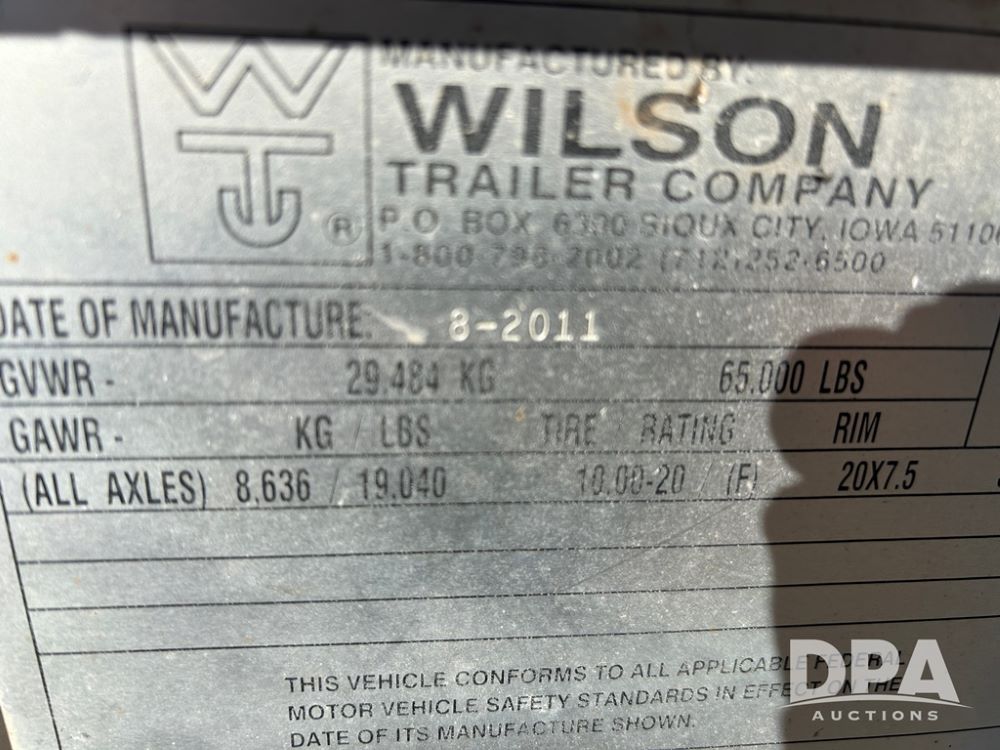 MANUFACTURED BY:
WILSON
TRAILER COMPANY
®
P.O. BOX 6300 SIOUX CITY, IOWA 51106
1-800 798-2002 (712) 252-6500
DATE OF MANUFACTURE: 8-2011
GVWR - 29.484 KG 65.000 LBS
GAWR - KG / LBS TIRE / RATING RIM
(ALL AXLES) 8.636 / 19.040 10.00-20 / (F) 20X7.5
THIS VEHICLE CONFORMS TO ALL APPLICABLE FEDERAL
MOTOR VEHICLE SAFETY STANDARDS IN EFFECT ON THE
DATE OF ITS MANUFACTURE SHOWN.
DPA
AUCTIONS